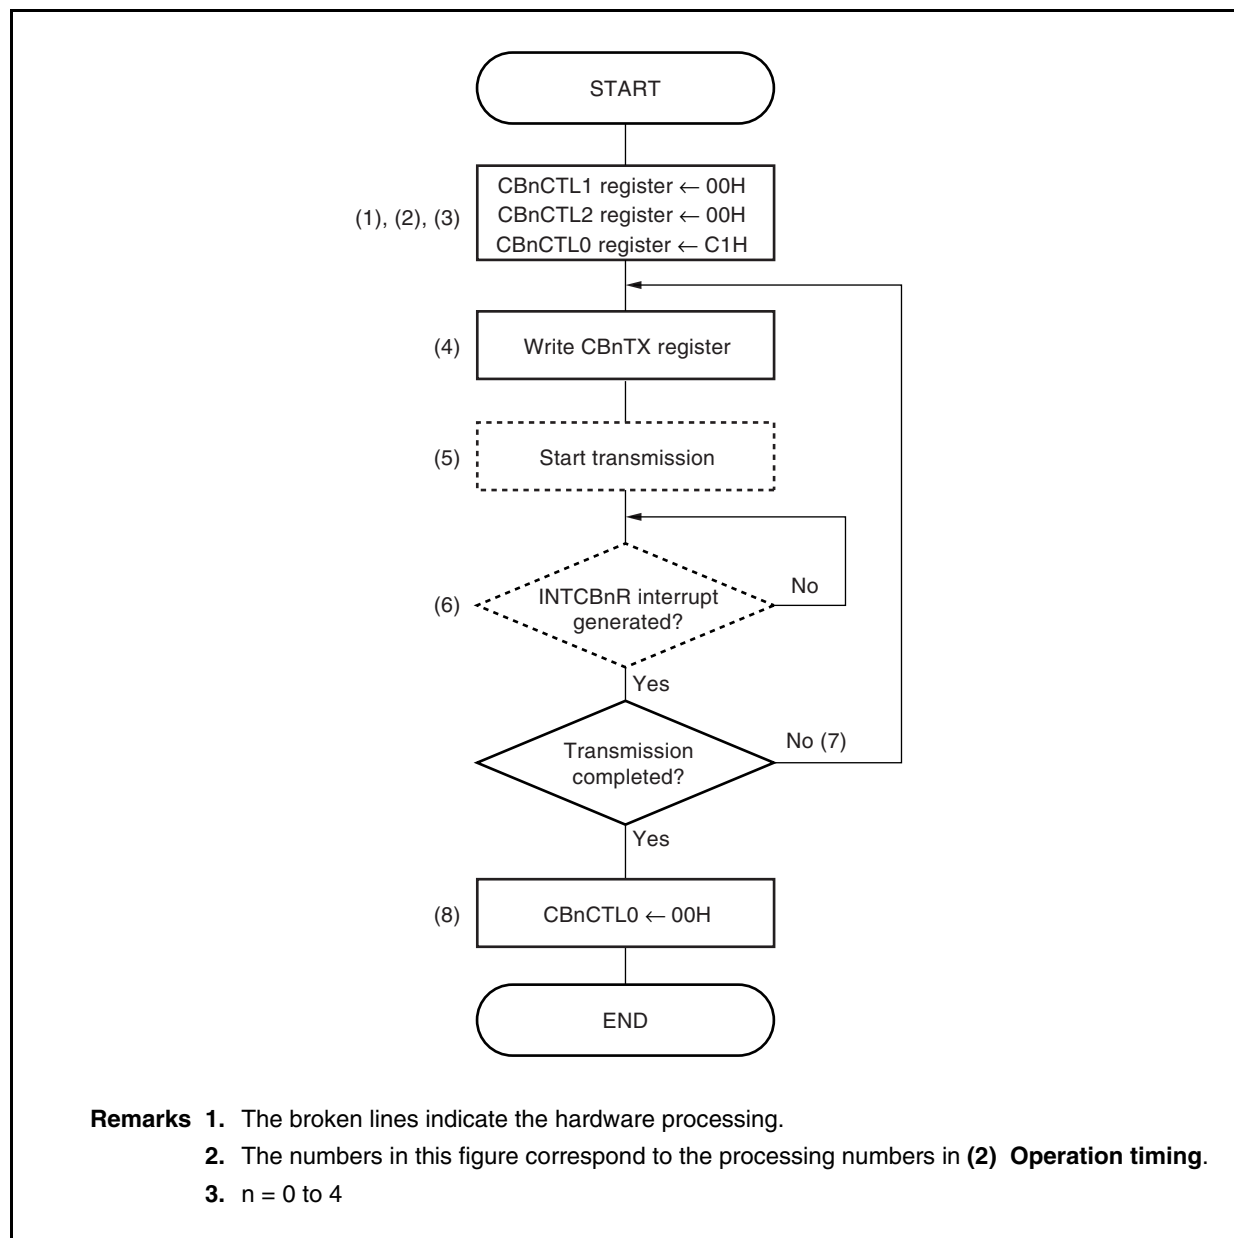 START
CBnCTL1 register ← 00H
CBnCTL2 register ← 00H
(1), (2), (3)
CBnCTL0 register ← C1H
(4)
Write CBnTX register
(5)
Start transmission
No
(6)
INTCBnR interrupt
generated?
Yes
No (7)
Transmission
completed?
Yes
(8)
CBnCTL0 ← 00H
END
Remarks 1. The broken lines indicate the hardware processing.
2. The numbers in this figure correspond to the processing numbers in (2) Operation timing.
3. n = 0 to 4